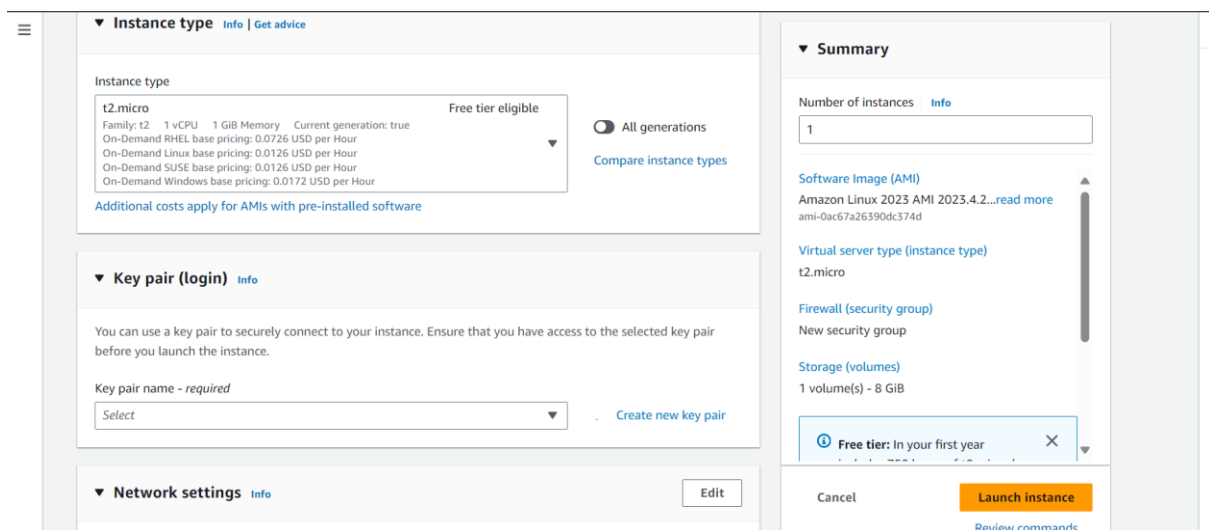 Instance type Info | Get advice
Instance type
t2.micro Free tier eligible
Family: t2 1 vCPU 1 GiB Memory Current generation: true
On-Demand RHEL base pricing: 0.0726 USD per Hour
On-Demand Linux base pricing: 0.0126 USD per Hour
On-Demand SUSE base pricing: 0.0126 USD per Hour
On-Demand Windows base pricing: 0.0172 USD per Hour
All generations
Compare instance types
Additional costs apply for AMIs with pre-installed software
Key pair (login) Info
You can use a key pair to securely connect to your instance. Ensure that you have access to the selected key pair
before you launch the instance.
Key pair name - required
Select
Create new key pair
Network settings Info
Edit
Summary
Number of instances Info
1
Software Image (AMI)
Amazon Linux 2023 AMI 2023.4.2...read more
ami-0ac67a26390dc374d
Virtual server type (instance type)
t2.micro
Firewall (security group)
New security group
Storage (volumes)
1 volume(s) - 8 GiB
Free tier: In your first year
Cancel
Launch instance
Review commands